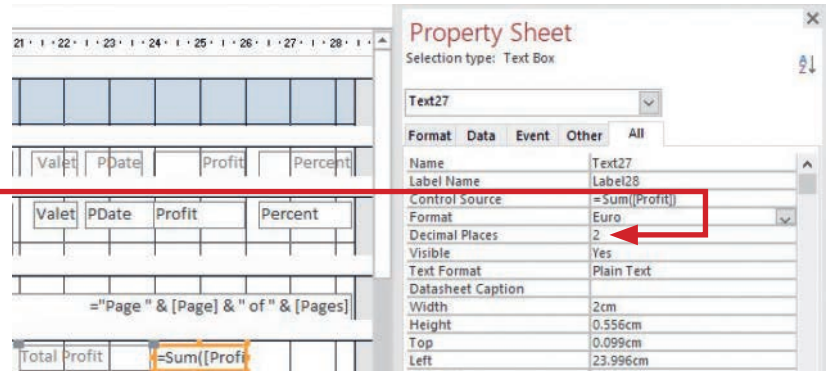 21 · 1 · 22 · 1 · 23 · 1 · 24 · 1 · 25 · 1 · 26 · 1 · 27 · 1 · 28 · 1 ·
Valet PDate Profit Percent
Valet PDate Profit Percent
="Page " & [Page] & " of " & [Pages]
Total Profit =Sum([Profi
Property Sheet
Selection type: Text Box
Text27
Format Data Event Other All
Name Text27
Label Name Label28
Control Source =Sum([Profit])
Format Euro
Decimal Places 2
Visible Yes
Text Format Plain Text
Datasheet Caption
Width 2cm
Height 0.556cm
Top 0.099cm
Left 23.996cm